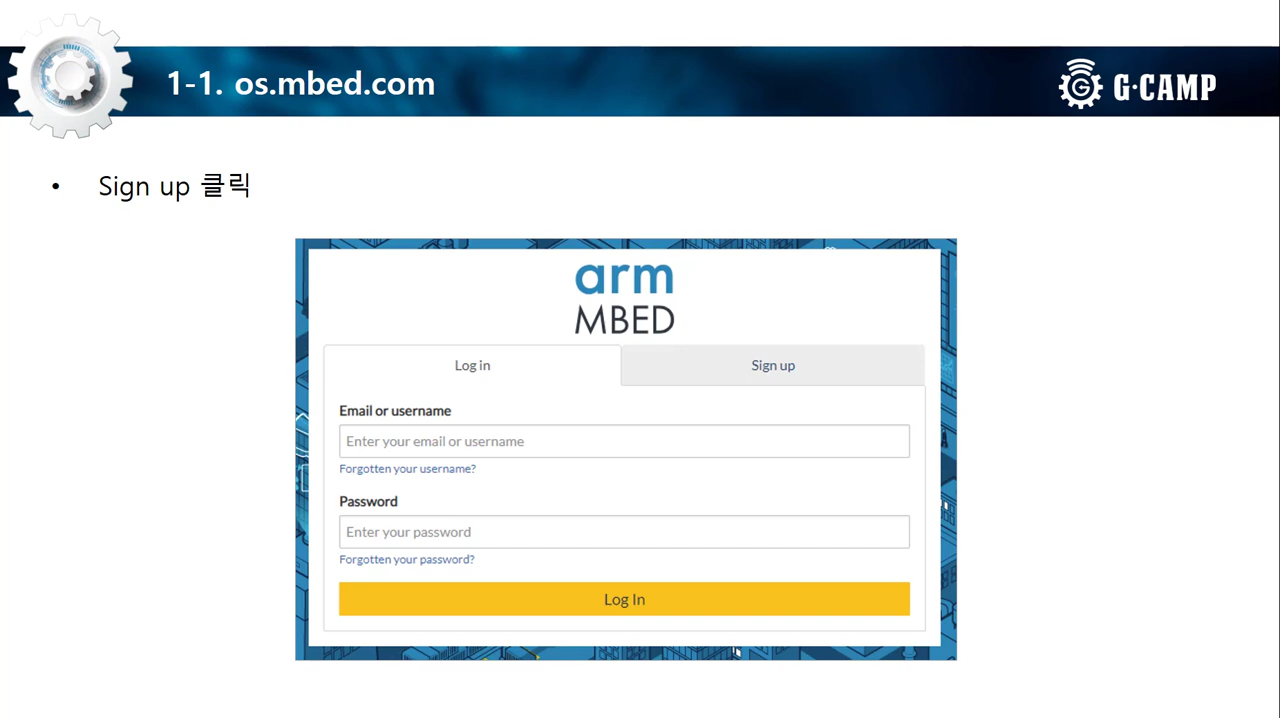 1-1. os.mbed.com
G·CAMP
• Sign up 클릭
arm
MBED
Log in
Sign up
Email or username
Enter your email or username
Forgotten your username?
Password
Enter your password
Forgotten your password?
Log In